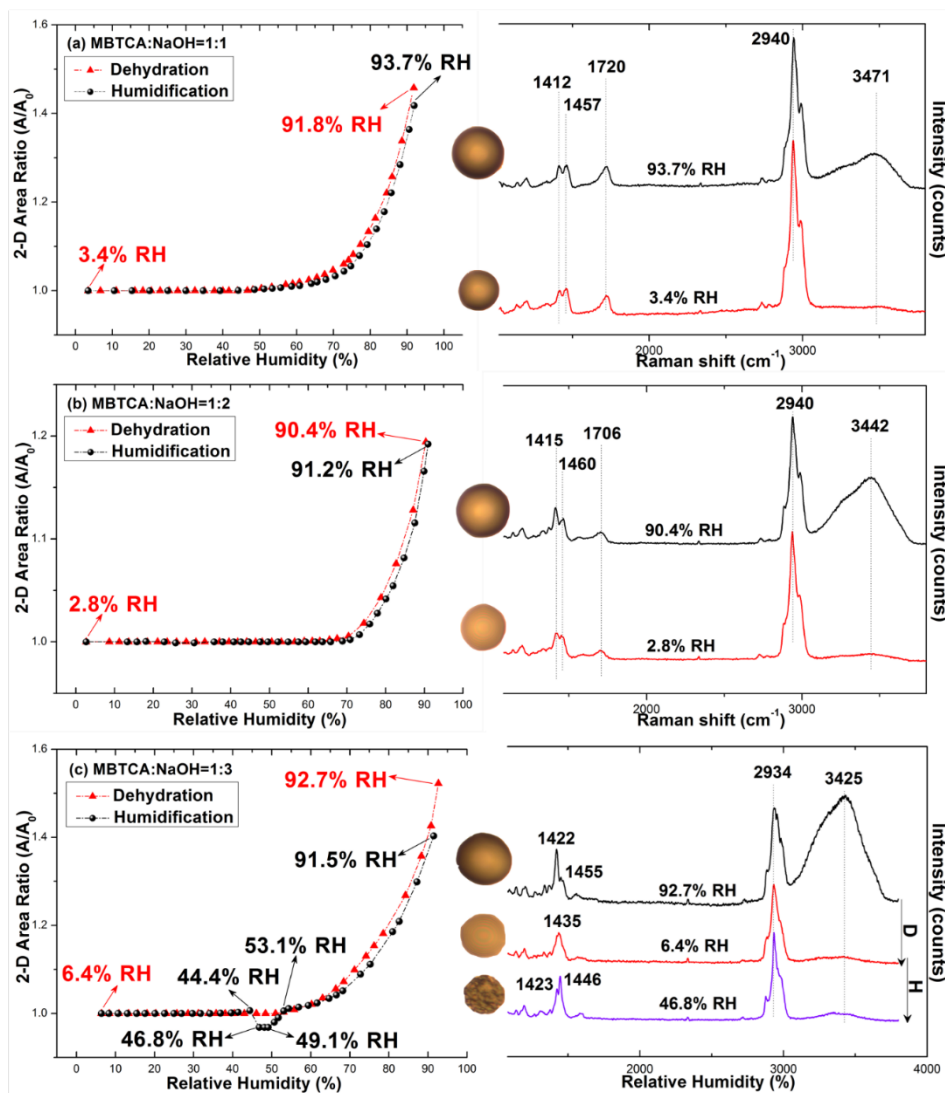 (a) MBTCA:NaOH=1:1
Dehydration
Humidification
93.7% RH
91.8% RH
3.4% RH
2-D Area Ratio (A/A0)
1.6
1.4
1.2
1.0
0 10 20 30 40 50 60 70 80 90 100
Relative Humidity (%)
2940
1412 1720
1457
3471
93.7% RH
3.4% RH
Intensity (counts)
2000 3000
Raman shift (cm-1)
(b) MBTCA:NaOH=1:2
Dehydration
Humidification
90.4% RH
91.2% RH
2.8% RH
2-D Area Ratio (A/A0)
1.2
1.1
1.0
0 10 20 30 40 50 60 70 80 90 100
Relative Humidity (%)
2940
1415 1706
1460
3442
90.4% RH
2.8% RH
Intensity (counts)
2000 3000
Raman shift (cm-1)
(c) MBTCA:NaOH=1:3
Dehydration
Humidification
92.7% RH
91.5% RH
53.1% RH
44.4% RH
6.4% RH
46.8% RH
49.1% RH
2-D Area Ratio (A/A0)
1.6
1.4
1.2
1.0
0 10 20 30 40 50 60 70 80 90 100
Relative Humidity (%)
2934 3425
1422
1455
92.7% RH
1435
6.4% RH
1423 1446
46.8% RH
D
H
Intensity (counts)
2000 3000 4000
Relative Humidity (%)